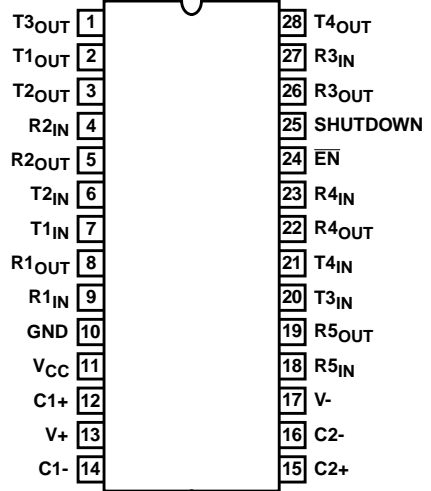 T3OUT 1 28 T4OUT
T1OUT 2 27 R3IN
T2OUT 3 26 R3OUT
R2IN 4 25 SHUTDOWN
R2OUT 5 24 E̅N̅
T2IN 6 23 R4IN
T1IN 7 22 R4OUT
R1OUT 8 21 T4IN
R1IN 9 20 T3IN
GND 10 19 R5OUT
VCC 11 18 R5IN
C1+ 12 17 V-
V+ 13 16 C2-
C1- 14 15 C2+